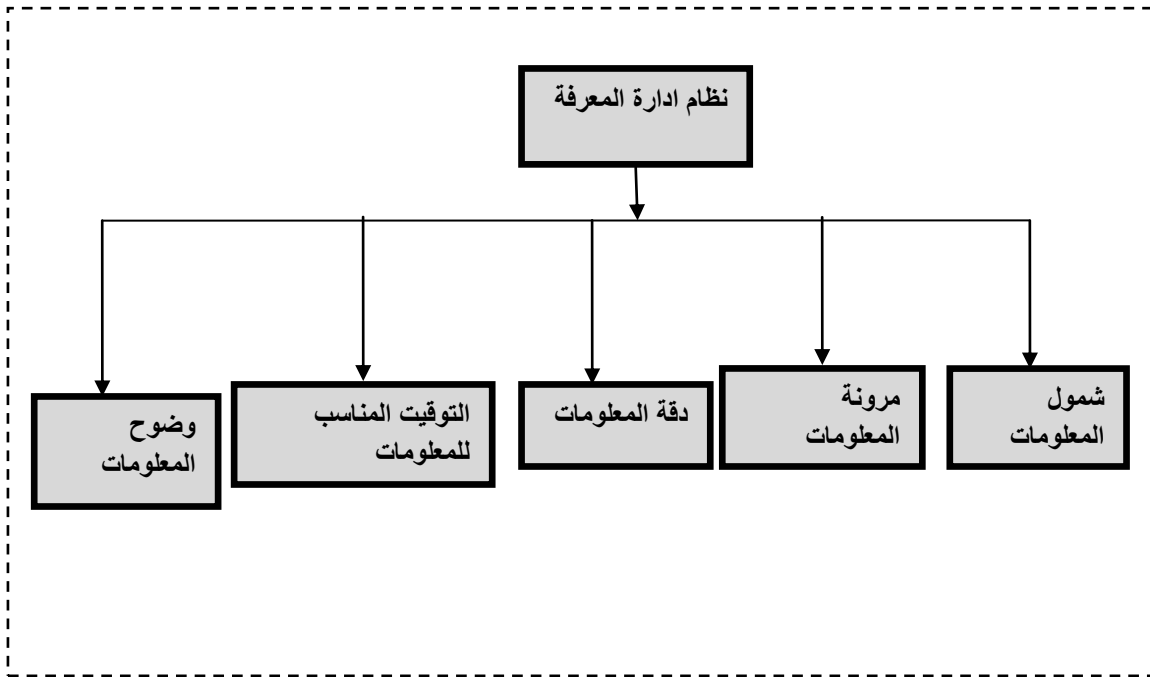 نظام ادارة المعرفة
شمول
المعلومات
مرونة
المعلومات
دقة المعلومات
التوقيت المناسب
للمعلومات
وضوح
المعلومات